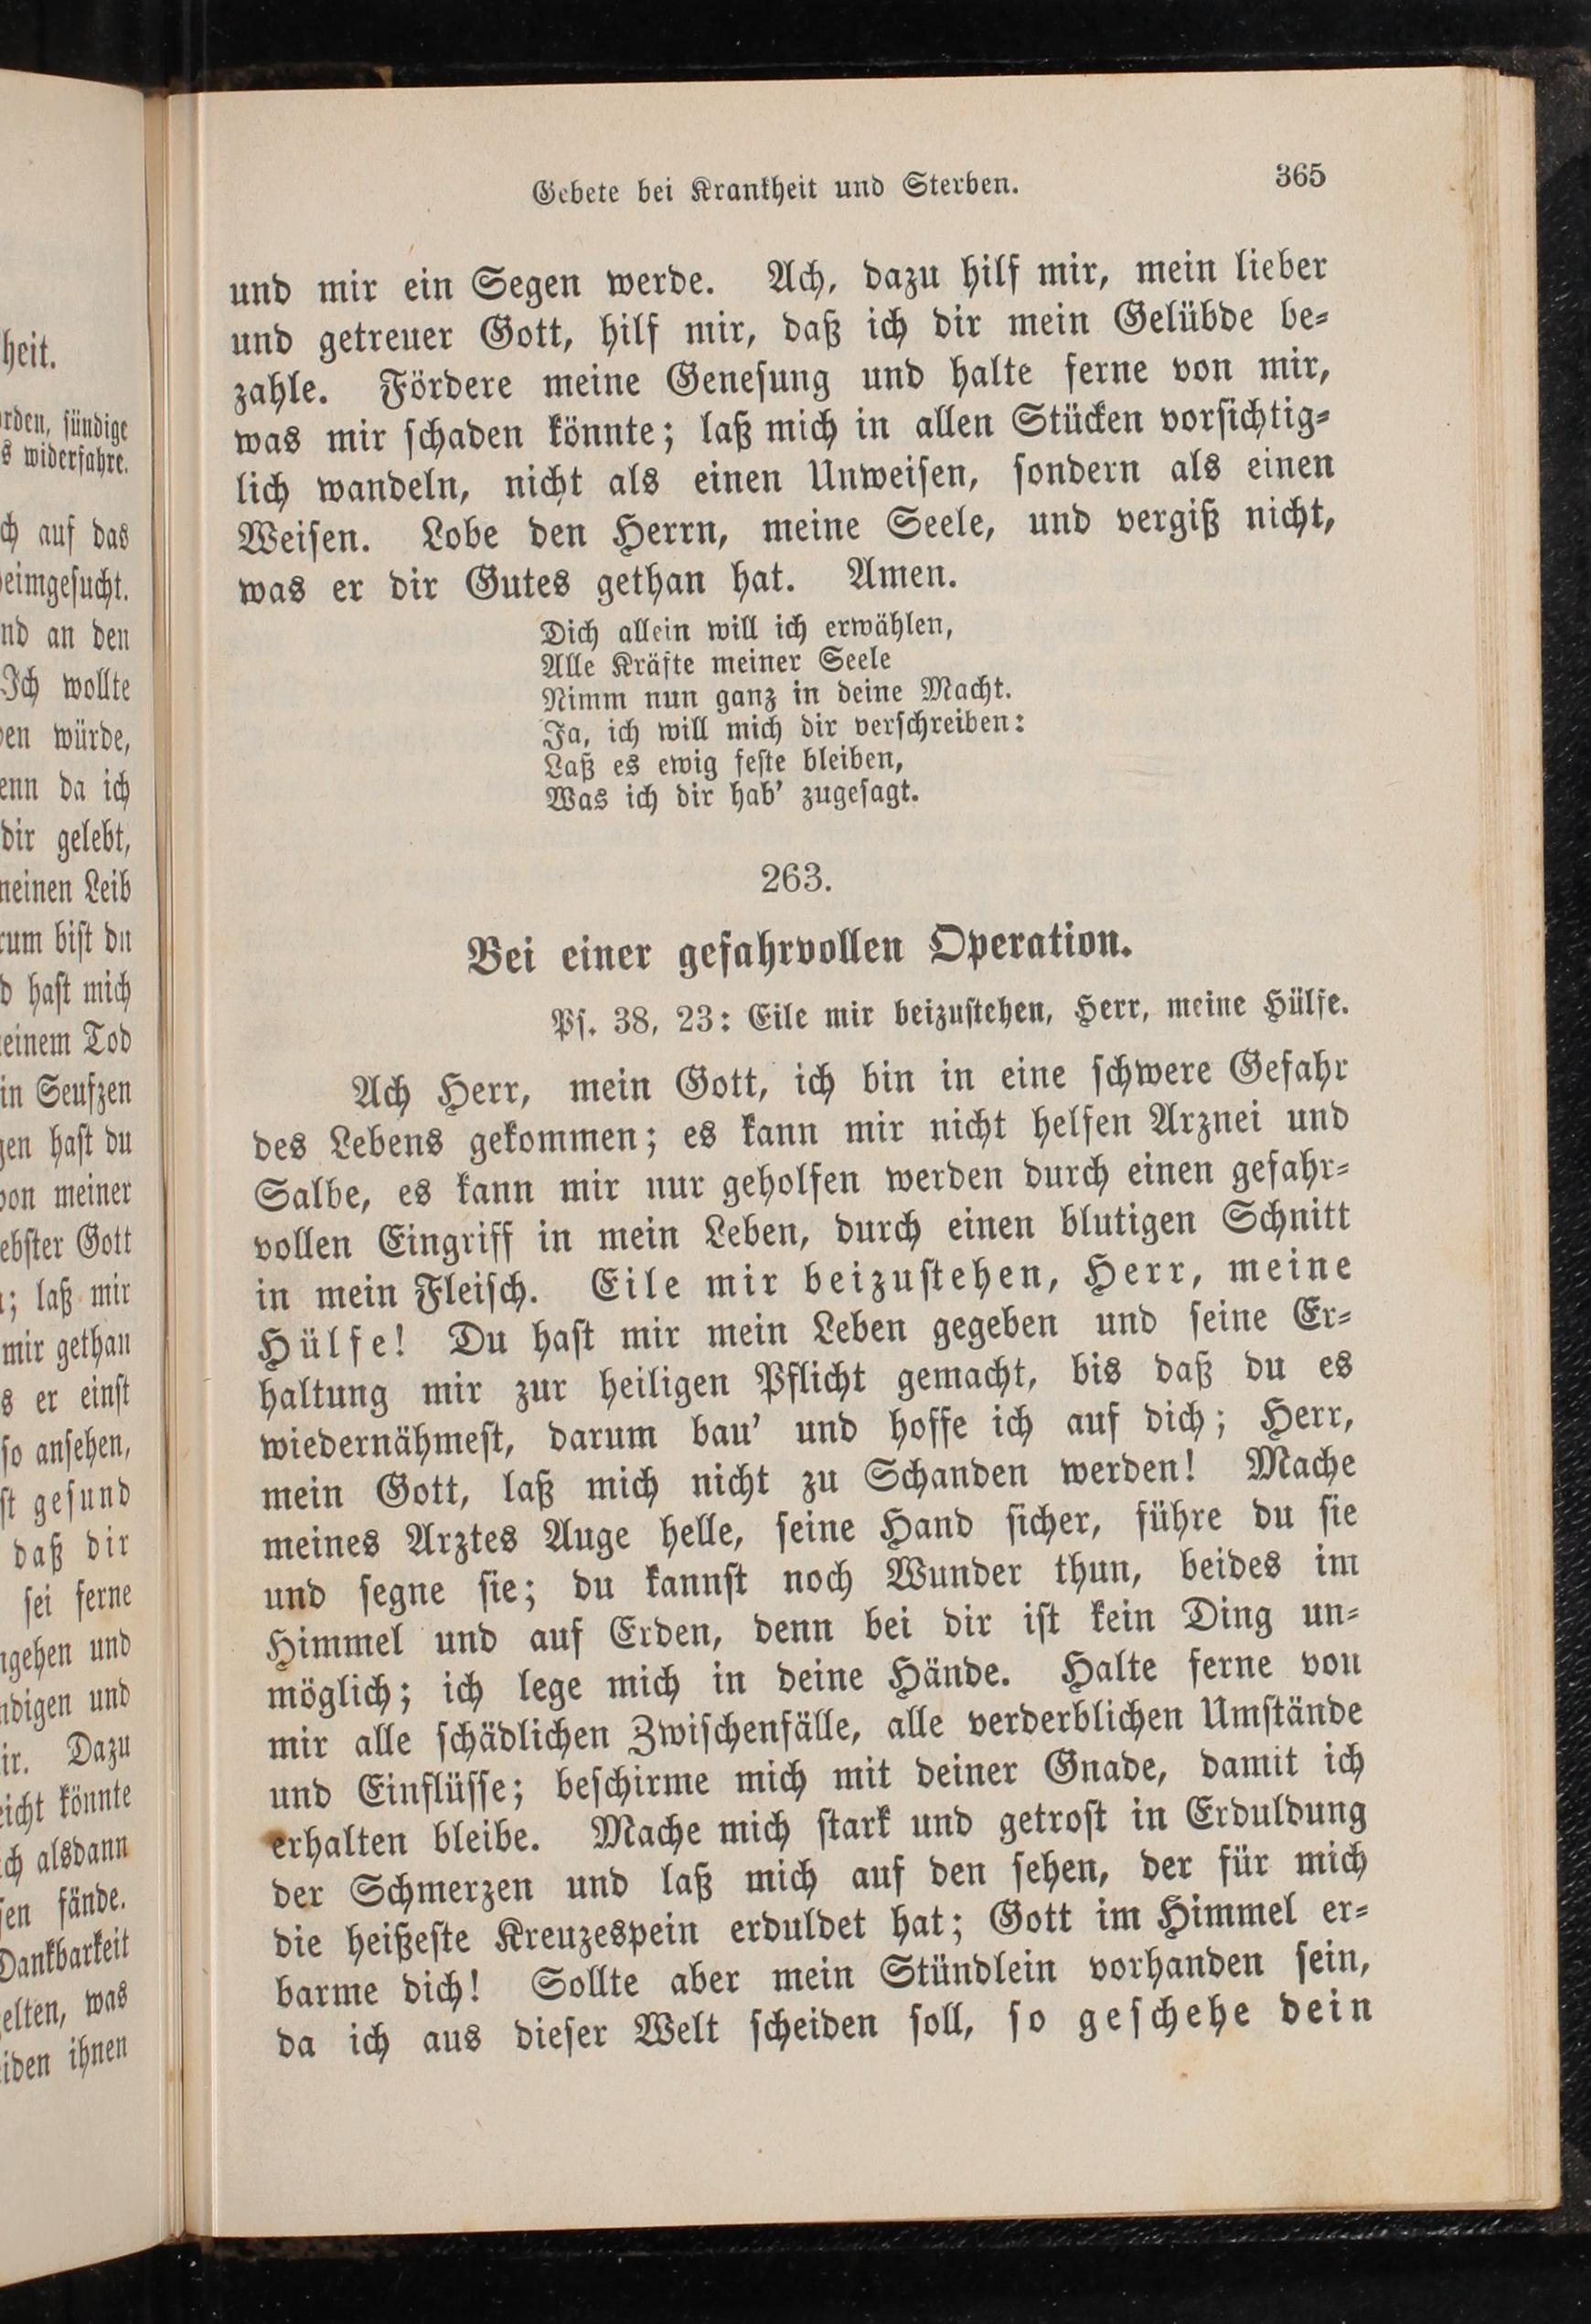 Gebete bei Krankheit und Sterben. 365
und mir ein Segen werde. Ach, dazu hilf mir, mein lieber
und getreuer Gott, hilf mir, daß ich dir mein Gelübde be-
zahle. Fördere meine Genesung und halte ferne von mir,
was mir schaden könnte; laß mich in allen Stücken vorsichtig-
lich wandeln, nicht als einen Unweisen, sondern als einen
Weisen. Lobe den Herrn, meine Seele, und vergiß nicht,
was er dir Gutes gethan hat. Amen.
Dich allein will ich erwählen,
Alle Kräfte meiner Seele
Nimm nun ganz in deine Macht.
Ja, ich will mich dir verschreiben:
Laß es ewig feste bleiben,
Was ich dir hab' zugesagt.
263.
Bei einer gefahrvollen Operation.
Ps. 38, 23: Eile mir beizustehen, Herr, meine Hülfe.
Ach Herr, mein Gott, ich bin in eine schwere Gefahr
des Lebens gekommen; es kann mir nicht helfen Arznei und
Salbe, es kann mir nur geholfen werden durch einen gefahr-
vollen Eingriff in mein Leben, durch einen blutigen Schnitt
in mein Fleisch. Eile mir beizustehen, Herr, meine
Hülfe! Du hast mir mein Leben gegeben und seine Er-
haltung mir zur heiligen Pflicht gemacht, bis daß du es
wiedernähmest, darum bau' und hoffe ich auf dich; Herr,
mein Gott, laß mich nicht zu Schanden werden! Mache
meines Arztes Auge helle, seine Hand sicher, führe du sie
und segne sie; du kannst noch Wunder thun, beides im
Himmel und auf Erden, denn bei dir ist kein Ding un-
möglich; ich lege mich in deine Hände. Halte ferne von
mir alle schädlichen Zwischenfälle, alle verderblichen Umstände
und Einflüsse; beschirme mich mit deiner Gnade, damit ich
erhalten bleibe. Mache mich stark und getrost in Erduldung
der Schmerzen und laß mich auf den sehen, der für mich
die heißeste Kreuzespein erduldet hat; Gott im Himmel er-
barme dich! Sollte aber mein Stündlein vorhanden sein,
da ich aus dieser Welt scheiden soll, so geschehe dein